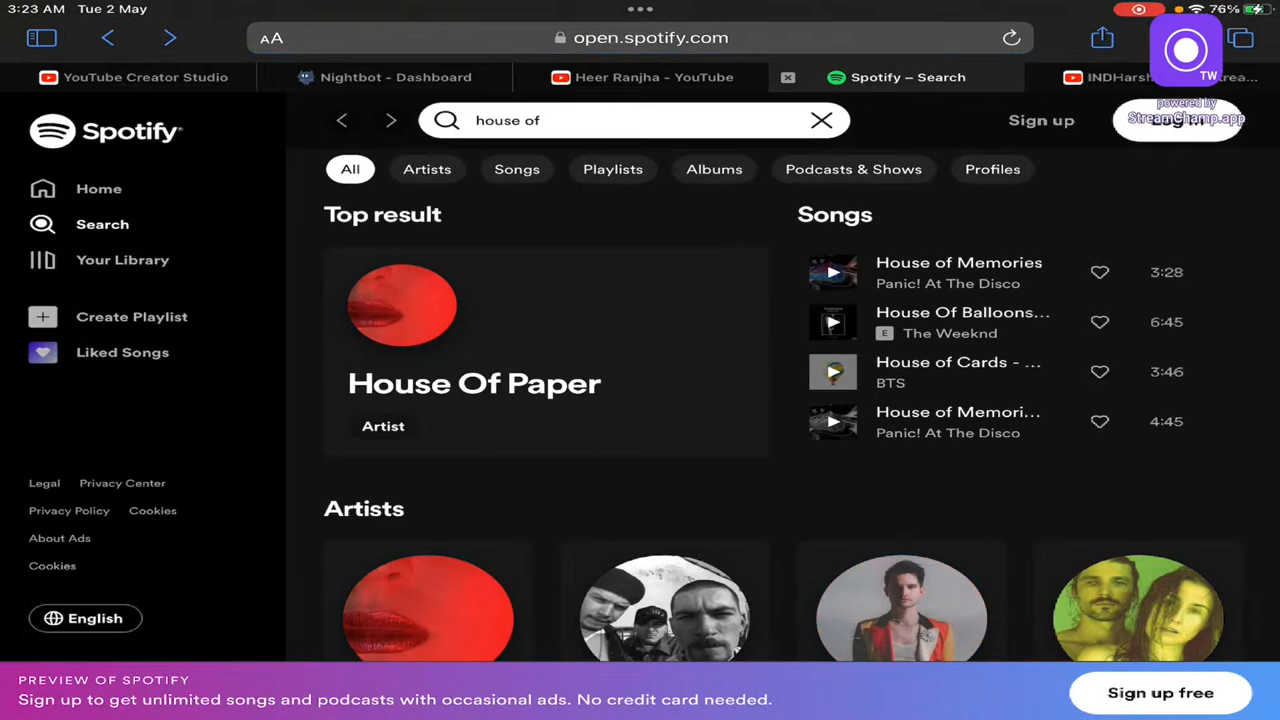 3:23 AM Tue 2 May
76%
AA
open.spotify.com
YouTube Creator Studio
Nightbot - Dashboard
Heer Ranjha - YouTube
Spotify – Search
TW
powered by
StreamChamp.app
Spotify
house of
Sign up
Home
Search
Your Library
Create Playlist
Liked Songs
All
Artists
Songs
Playlists
Albums
Podcasts & Shows
Profiles
Top result
House Of Paper
Artist
Songs
House of Memories
Panic! At The Disco
3:28
House Of Balloons...
E The Weeknd
6:45
House of Cards - ...
BTS
3:46
House of Memori...
Panic! At The Disco
4:45
Artists
Legal Privacy Center
Privacy Policy Cookies
About Ads
Cookies
English
PREVIEW OF SPOTIFY
Sign up to get unlimited songs and podcasts with occasional ads. No credit card needed.
Sign up free